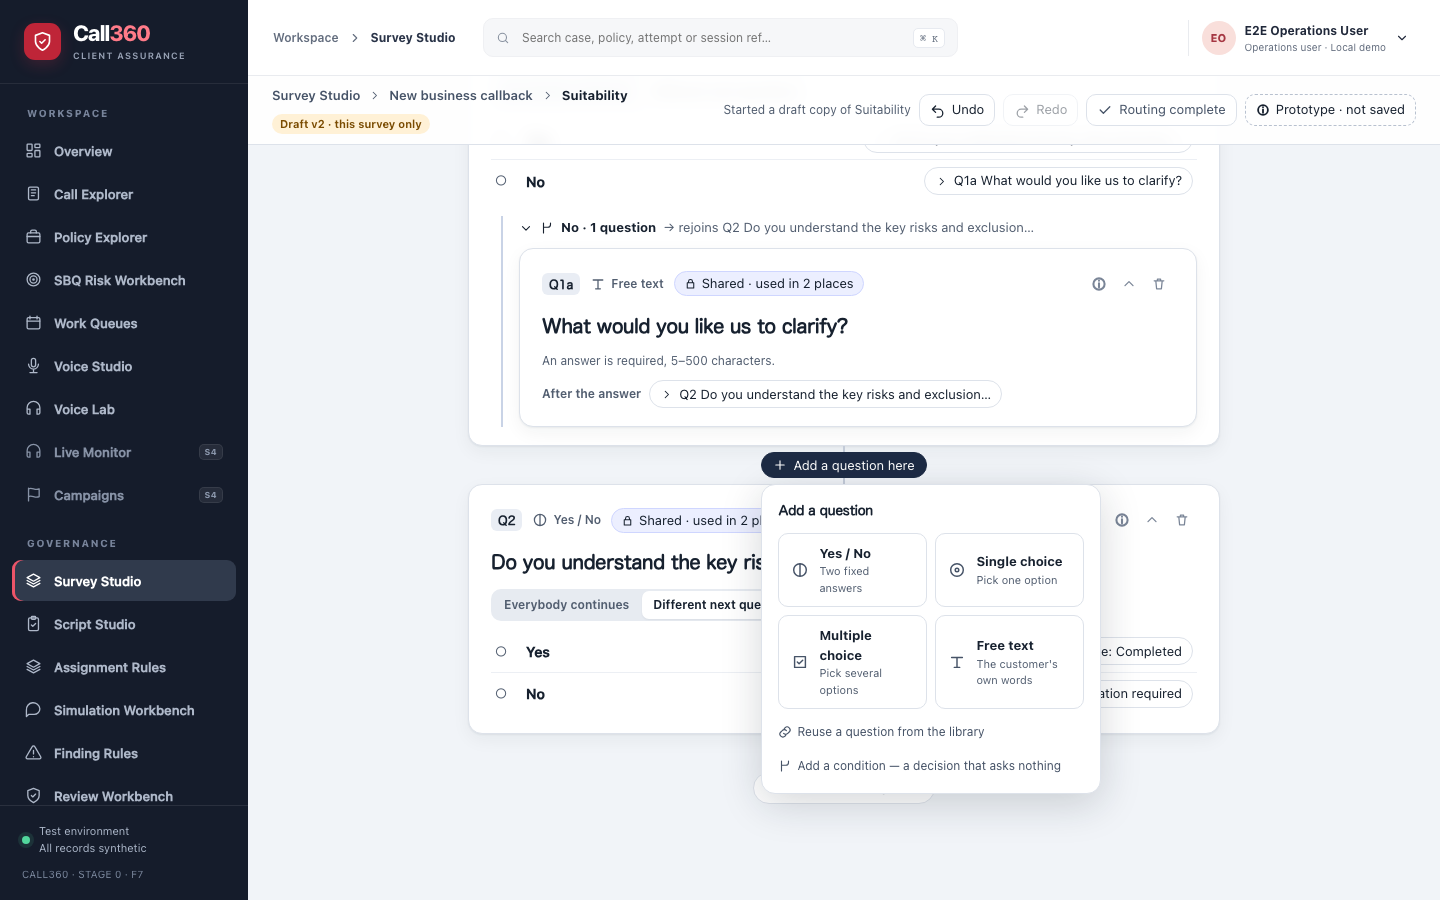 Call360
CLIENT ASSURANCE
WORKSPACE
Overview
Call Explorer
Policy Explorer
SBQ Risk Workbench
Work Queues
Voice Studio
Voice Lab
Live Monitor S4
Campaigns S4
GOVERNANCE
Survey Studio
Script Studio
Assignment Rules
Simulation Workbench
Finding Rules
Review Workbench
Test environment
All records synthetic
CALL360 · STAGE 0 · F7
Workspace > Survey Studio
Search case, policy, attempt or session ref...
⌘ K
EO
E2E Operations User
Operations user · Local demo
Survey Studio > New business callback > Suitability
Draft v2 · this survey only
Started a draft copy of Suitability
Undo
Redo
Routing complete
Prototype · not saved
No
Q1a What would you like us to clarify?
No · 1 question → rejoins Q2 Do you understand the key risks and exclusion...
Q1a Free text Shared · used in 2 places
What would you like us to clarify?
An answer is required, 5–500 characters.
After the answer Q2 Do you understand the key risks and exclusion...
Add a question here
Q2 Yes / No Shared · used in 2 pl
Do you understand the key ris
Everybody continues Different next que
Yes
e: Completed
No
ation required
Add a question
Yes / No
Two fixed
answers
Single choice
Pick one option
Multiple
choice
Pick several
options
Free text
The customer's
own words
Reuse a question from the library
Add a condition — a decision that asks nothing